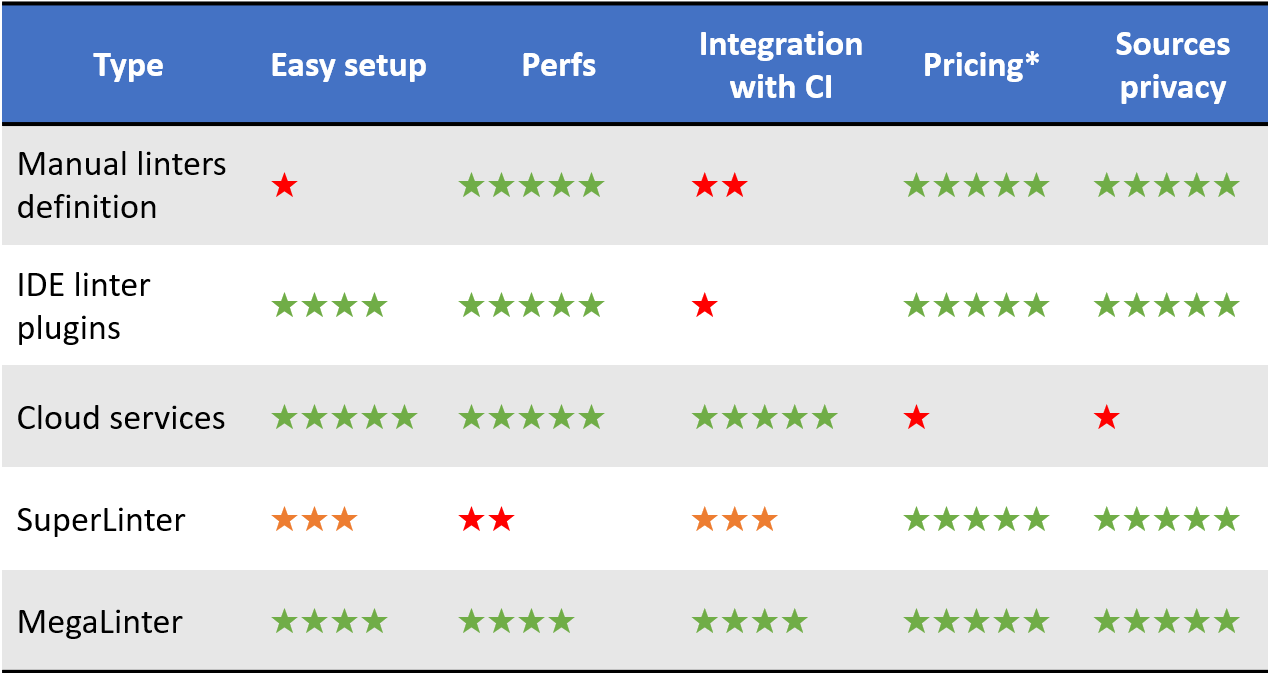 Type
Easy setup
Perfs
Integration
with CI
Pricing*
Sources
privacy
Manual linters
definition
IDE linter
plugins
Cloud services
SuperLinter
MegaLinter